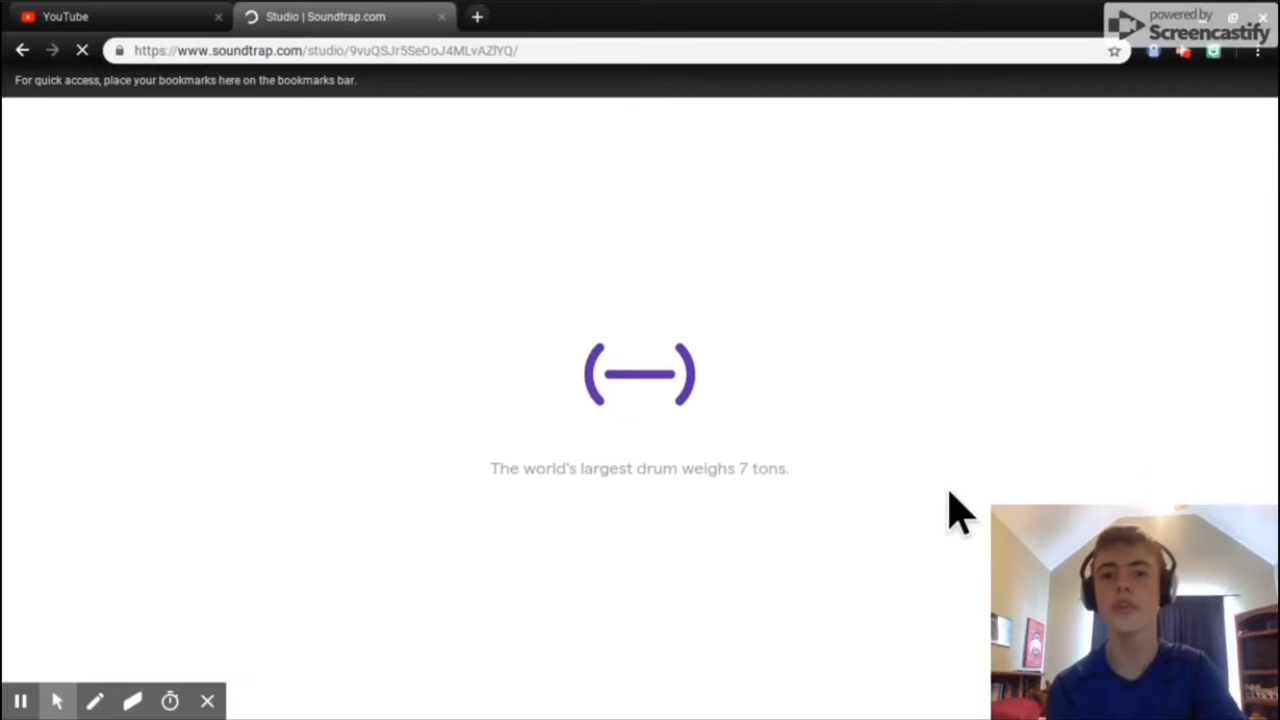 YouTube
Studio | Soundtrap.com
powered by
Screencastify
https://www.soundtrap.com/studio/9vuQSJr5SeOoJ4MLvAZlYQ/
For quick access, place your bookmarks here on the bookmarks bar.
The world's largest drum weighs 7 tons.